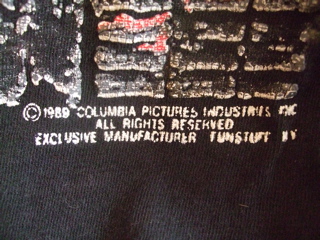 ©1989 COLUMBIA PICTURES INDUSTRIES INC
ALL RIGHTS RESERVED
EXCLUSIVE MANUFACTURER FUNSTUFF NY